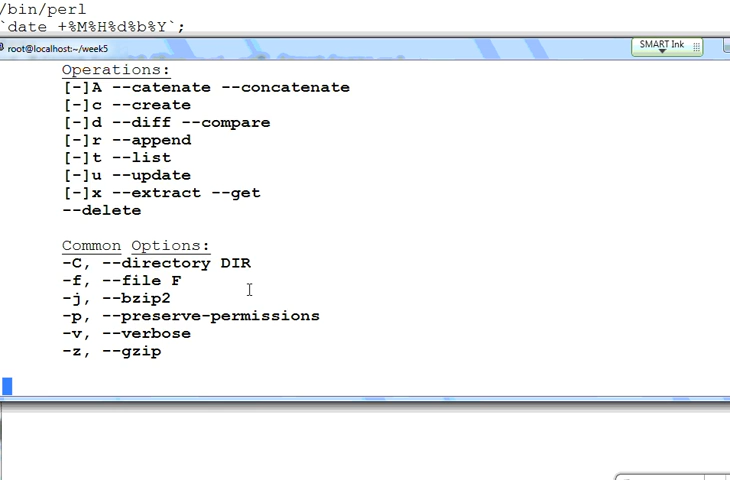 /bin/perl
`date +%M%H%d%b%Y`;
root@localhost:~/week5
SMART Ink
Operations:
[-]A --catenate --concatenate
[-]c --create
[-]d --diff --compare
[-]r --append
[-]t --list
[-]u --update
[-]x --extract --get
--delete
Common Options:
-C, --directory DIR
-f, --file F
-j, --bzip2
-p, --preserve-permissions
-v, --verbose
-z, --gzip